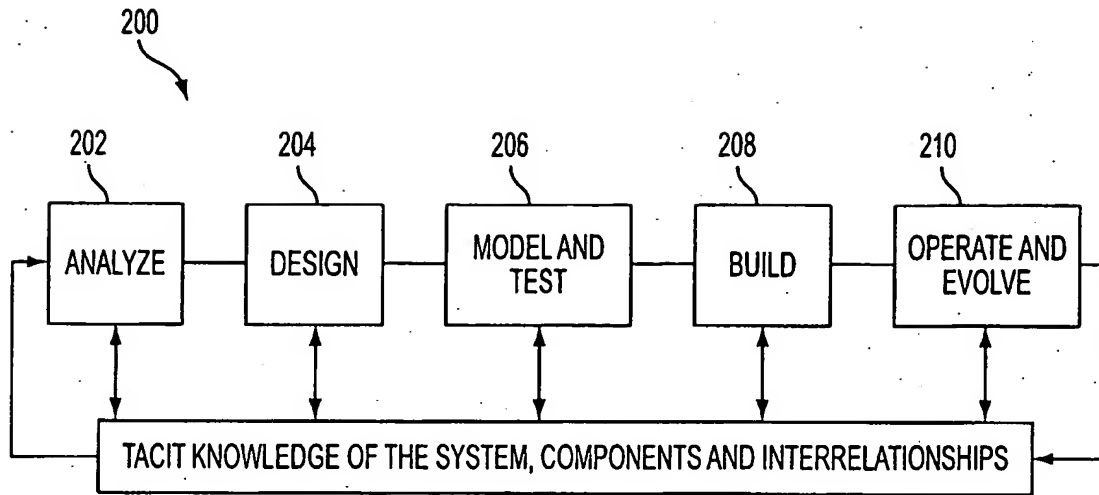 200
202
204
206
208
210
ANALYZE
DESIGN
MODEL AND
TEST
BUILD
OPERATE AND
EVOLVE
TACIT KNOWLEDGE OF THE SYSTEM, COMPONENTS AND INTERRELATIONSHIPS